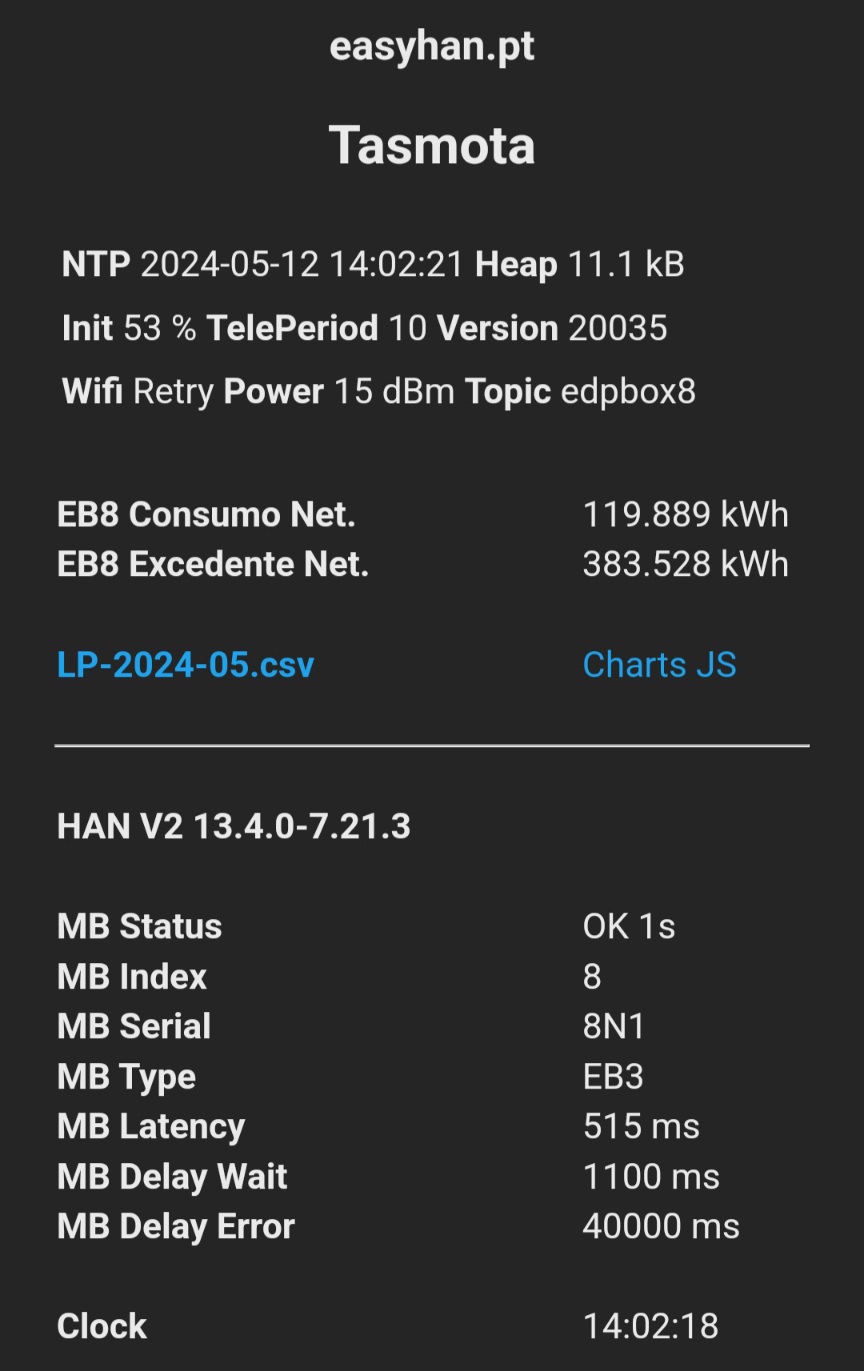 easyhan.pt
Tasmota
NTP 2024-05-12 14:02:21 Heap 11.1 kB
Init 53 % TelePeriod 10 Version 20035
Wifi Retry Power 15 dBm Topic edpbox8
EB8 Consumo Net. 119.889 kWh
EB8 Excedente Net. 383.528 kWh
LP-2024-05.csv Charts JS
HAN V2 13.4.0-7.21.3
MB Status OK 1s
MB Index 8
MB Serial 8N1
MB Type EB3
MB Latency 515 ms
MB Delay Wait 1100 ms
MB Delay Error 40000 ms
Clock 14:02:18